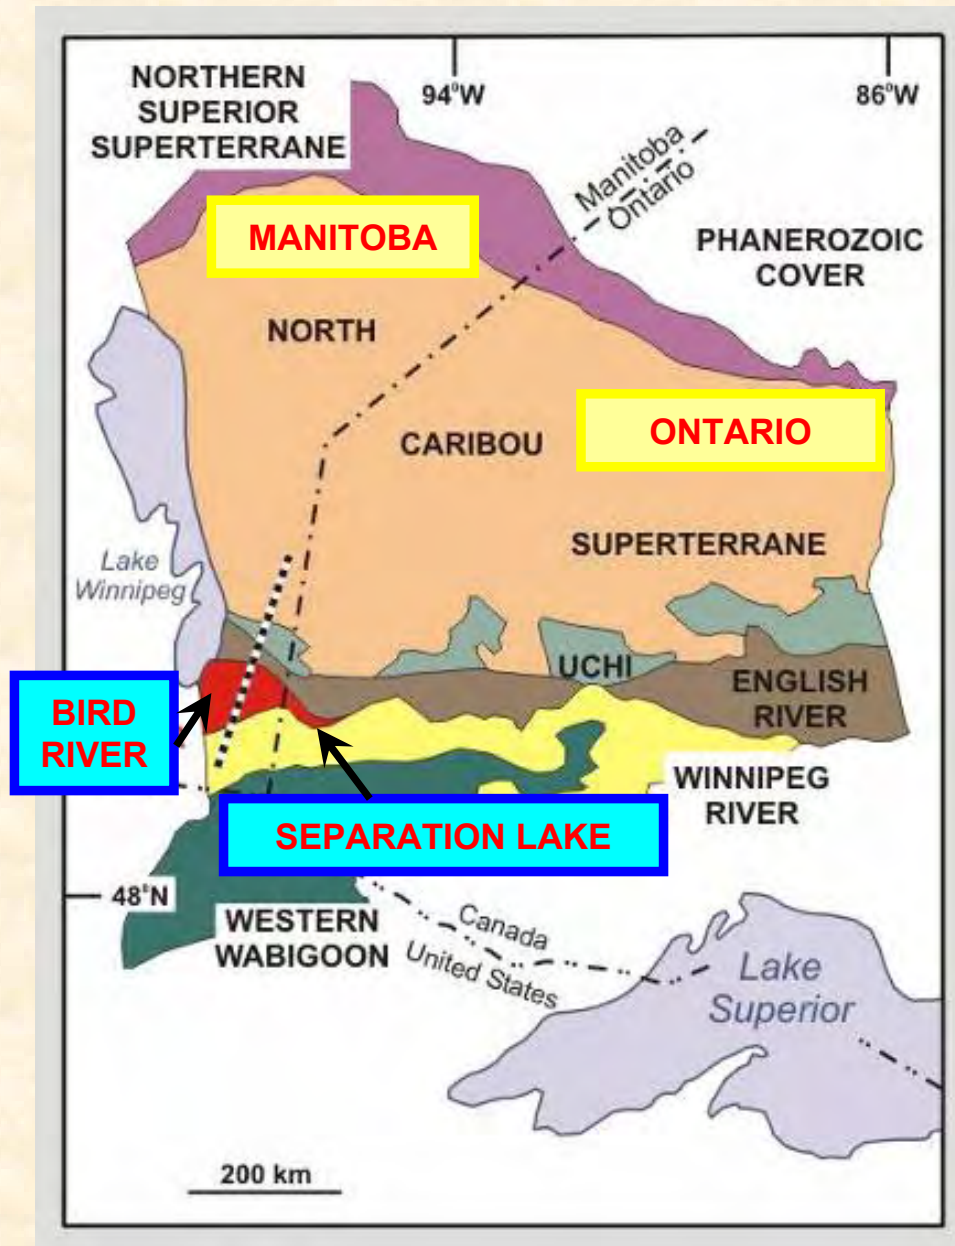 NORTHERN
SUPERIOR
SUPERTERRANE
94°W
86°W
Manitoba
Ontario
MANITOBA
PHANEROZOIC
COVER
NORTH
CARIBOU
ONTARIO
SUPERTERRANE
Lake
Winnipeg
UCHI
ENGLISH
RIVER
BIRD
RIVER
WINNIPEG
RIVER
SEPARATION LAKE
48°N
WESTERN
WABIGOON
Canada
United States
Lake
Superior
200 km